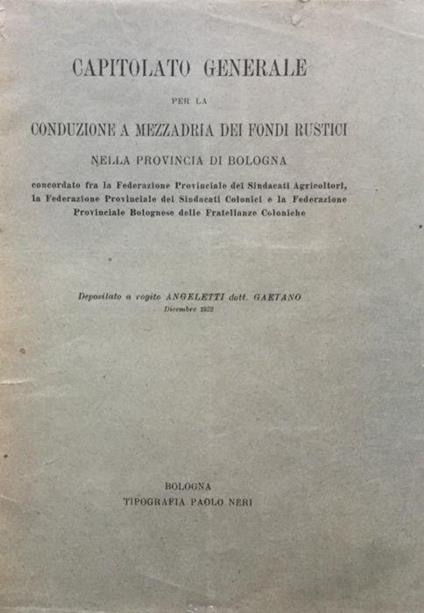 CAPITOLATO GENERALE
PER LA
CONDUZIONE A MEZZADRIA DEI FONDI RUSTICI
NELLA PROVINCIA DI BOLOGNA
concordato fra la Federazione Provinciale dei Sindacati Agricoltori,
la Federazione Provinciale dei Sindacati Colonici e la Federazione
Provinciale Bolognese delle Fratellanze Coloniche
Depositato a rogito ANGELETTI dott. GAETANO
Dicembre 1922
BOLOGNA
TIPOGRAFIA PAOLO NERI